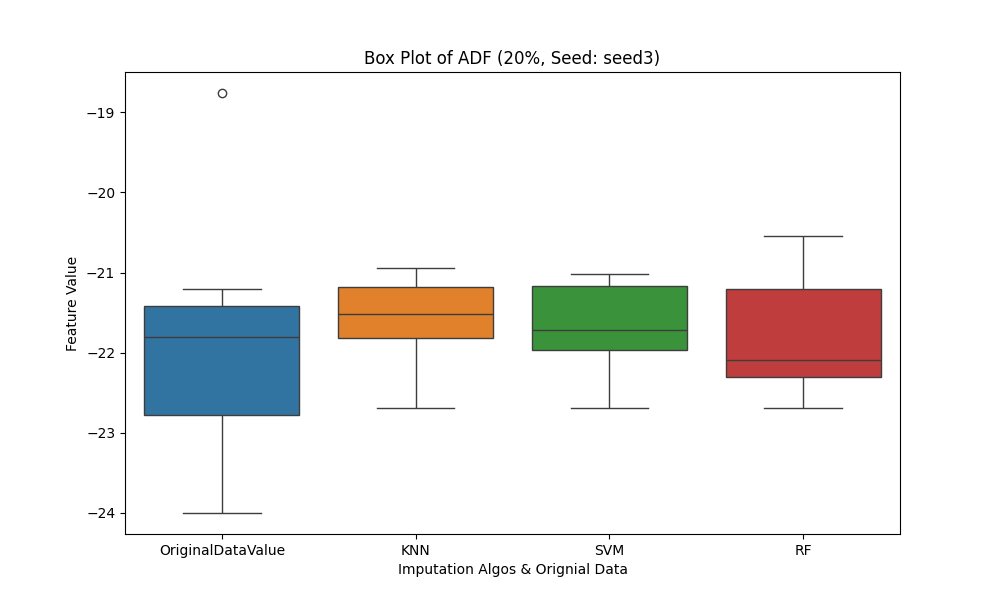 Box Plot of ADF (20%, Seed: seed3)
Feature Value
−19
−20
−21
−22
−23
−24
OriginalDataValue
KNN
SVM
RF
Imputation Algos & Orignial Data